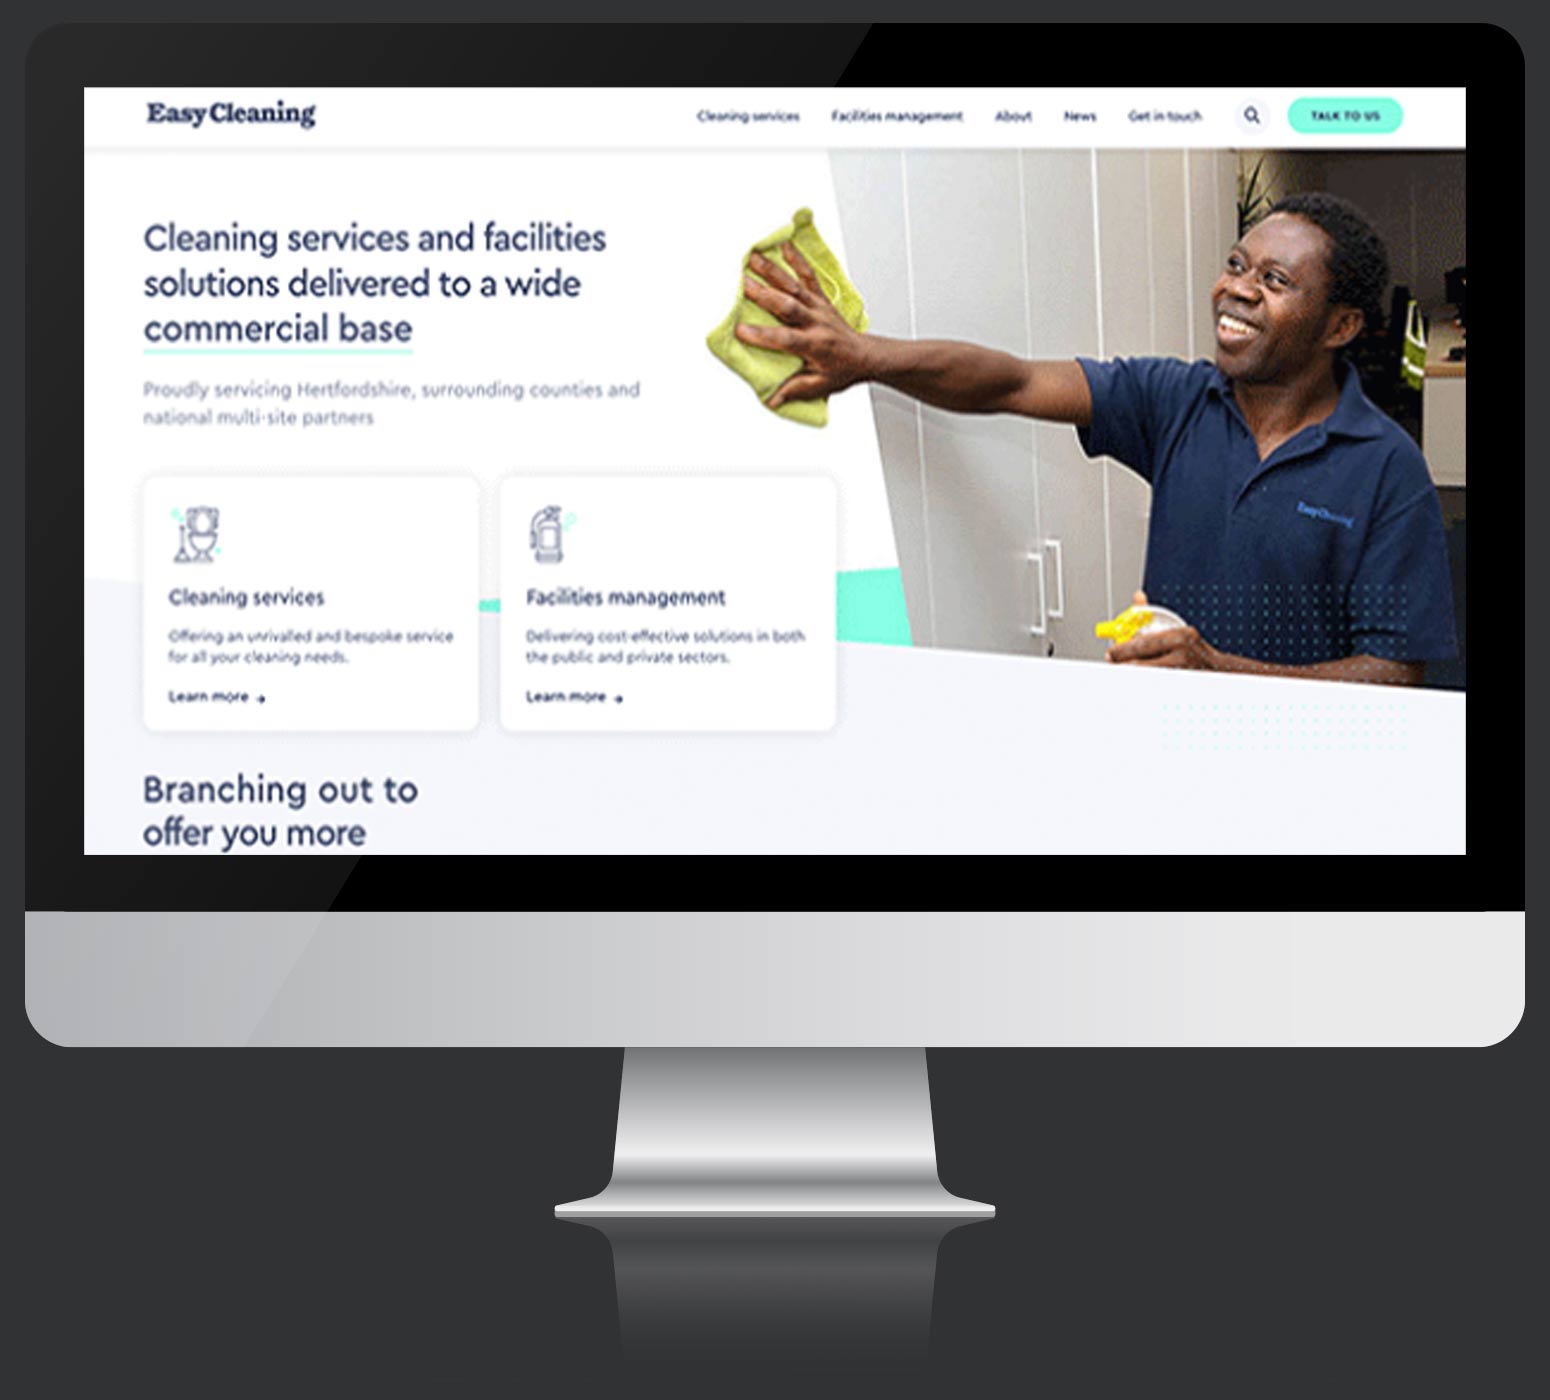 EasyCleaning
Cleaning services Facilities management About News Get in touch TALK TO US
Cleaning services and facilities
solutions delivered to a wide
commercial base
Proudly servicing Hertfordshire, surrounding counties and
national multi-site partners
EasyCleaning
Cleaning services
Offering an unrivalled and bespoke service
for all your cleaning needs.
Learn more →
Facilities management
Delivering cost-effective solutions in both
the public and private sectors.
Learn more →
Branching out to
offer you more